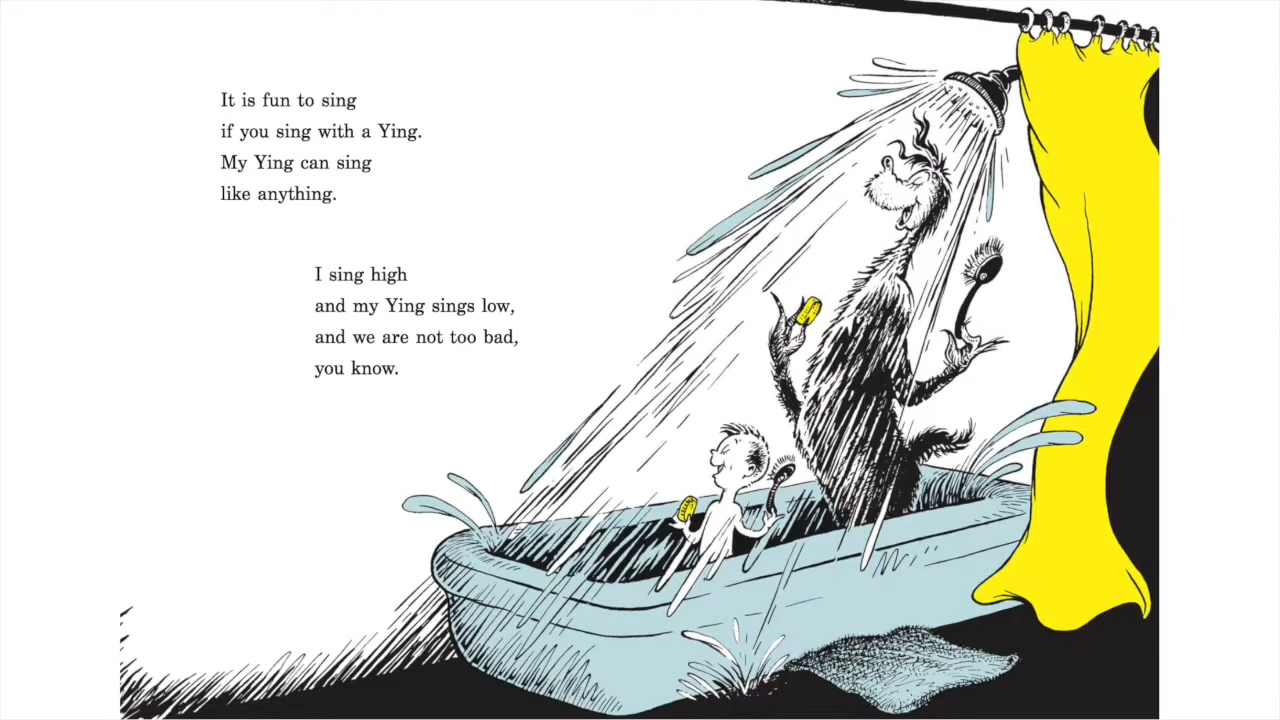 It is fun to sing
if you sing with a Ying.
My Ying can sing
like anything.
I sing high
and my Ying sings low,
and we are not too bad,
you know.